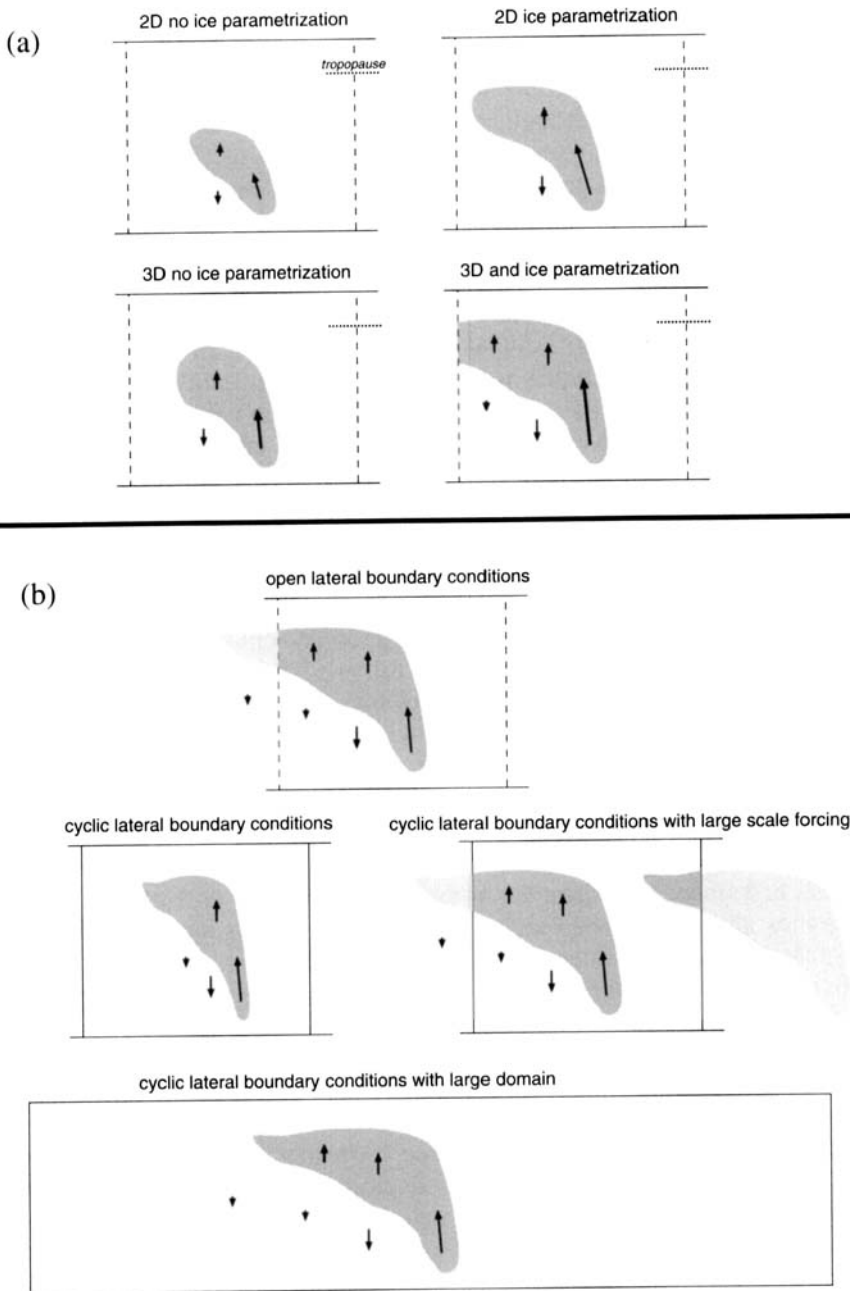 (a)
2D no ice parametrization
2D ice parametrization
tropopause
3D no ice parametrization
3D and ice parametrization
(b)
open lateral boundary conditions
cyclic lateral boundary conditions
cyclic lateral boundary conditions with large scale forcing
cyclic lateral boundary conditions with large domain